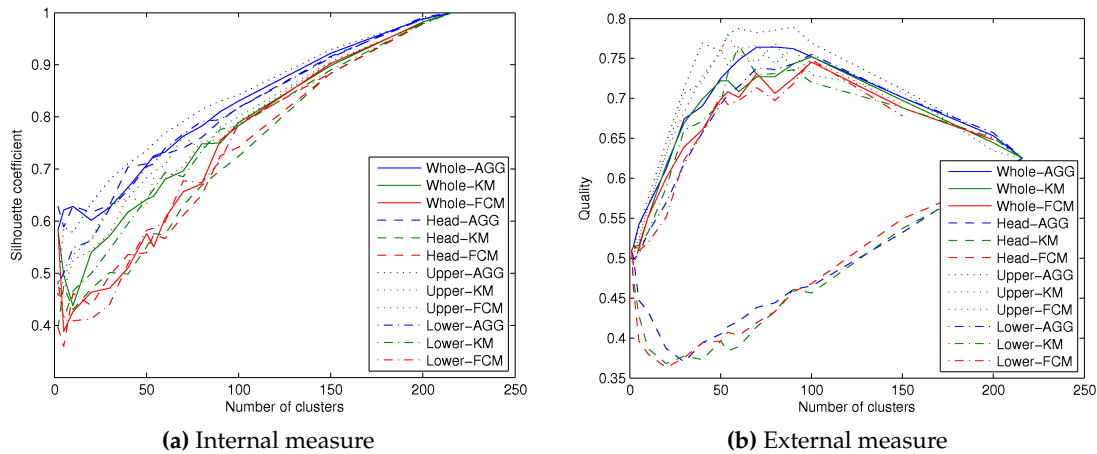 1
0.9
0.8
0.7
0.6
0.5
0.4
Silhouette coefficient
0 50 100 150 200 250
Number of clusters
Whole−AGG
Whole−KM
Whole−FCM
Head−AGG
Head−KM
Head−FCM
Upper−AGG
Upper−KM
Upper−FCM
Lower−AGG
Lower−KM
Lower−FCM
(a) Internal measure
0.8
0.75
0.7
0.65
0.6
0.55
0.5
0.45
0.4
0.35
Quality
0 50 100 150 200 250
Number of clusters
Whole−AGG
Whole−KM
Whole−FCM
Head−AGG
Head−KM
Head−FCM
Upper−AGG
Upper−KM
Upper−FCM
Lower−AGG
Lower−KM
Lower−FCM
(b) External measure